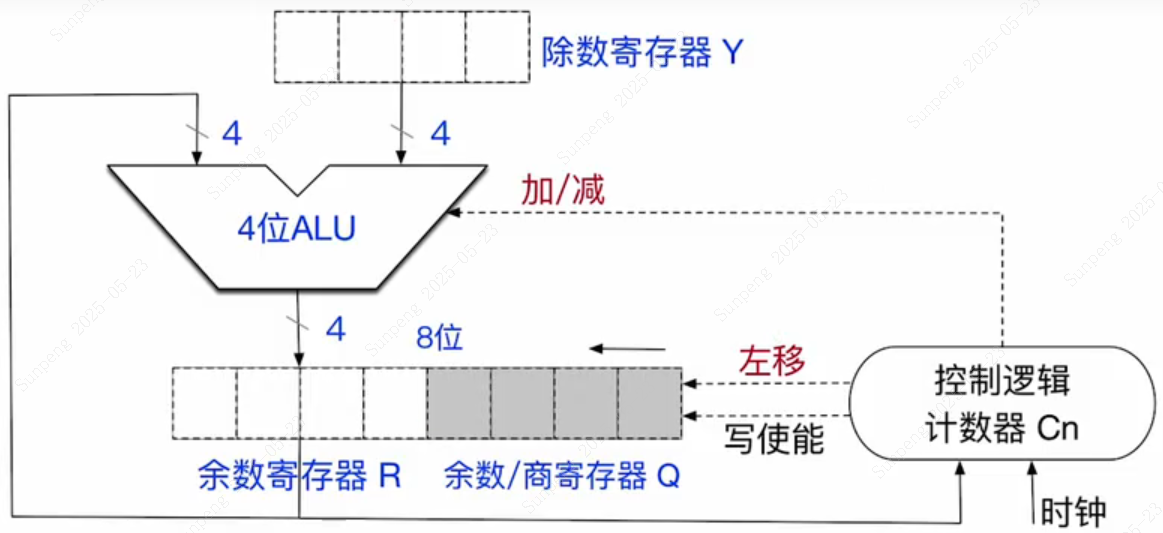 除数寄存器 Y
4
4
加/减
4位ALU
4
8位
左移
写使能
控制逻辑
计数器 Cn
余数寄存器 R
余数/商寄存器 Q
时钟
Sunpeng 2025-05-23